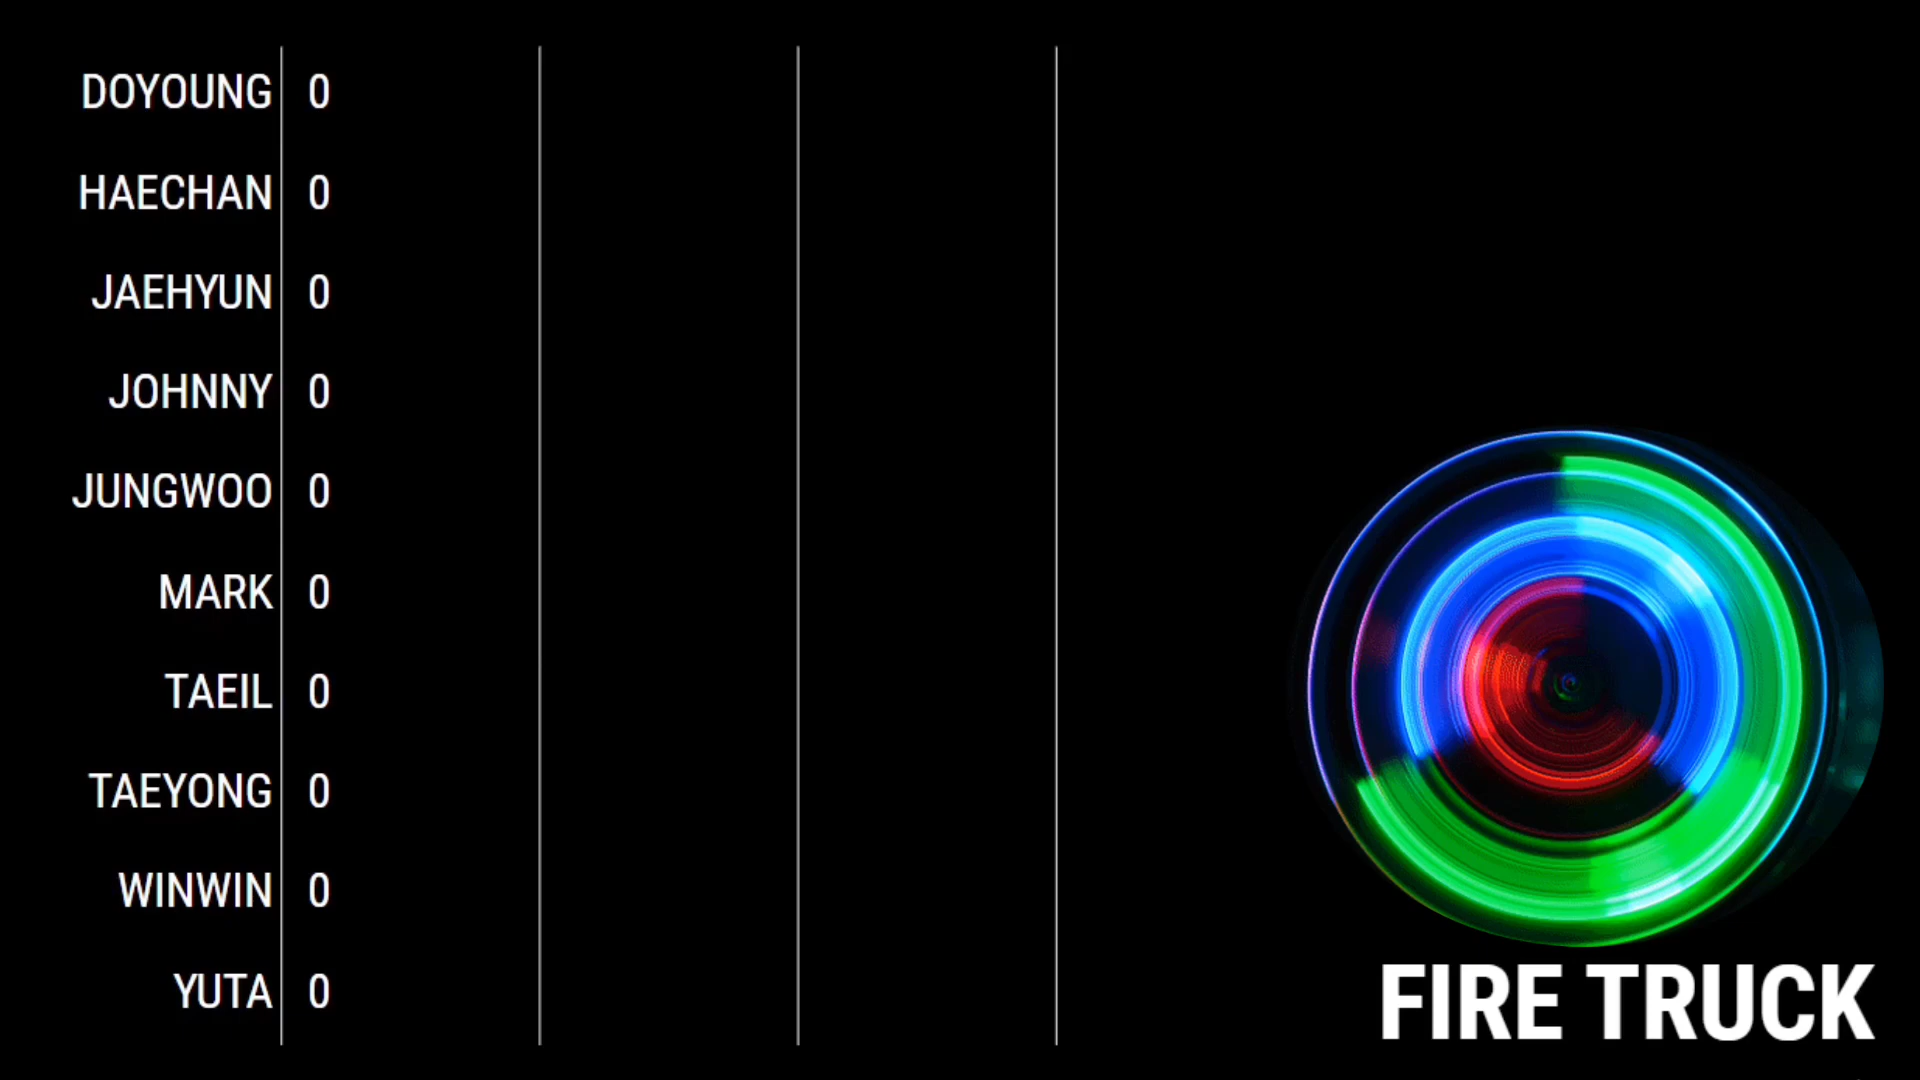 DOYOUNG 0
HAECHAN 0
JAEHYUN 0
JOHNNY 0
JUNGWOO 0
MARK 0
TAEIL 0
TAEYONG 0
WINWIN 0
YUTA 0
FIRE TRUCK